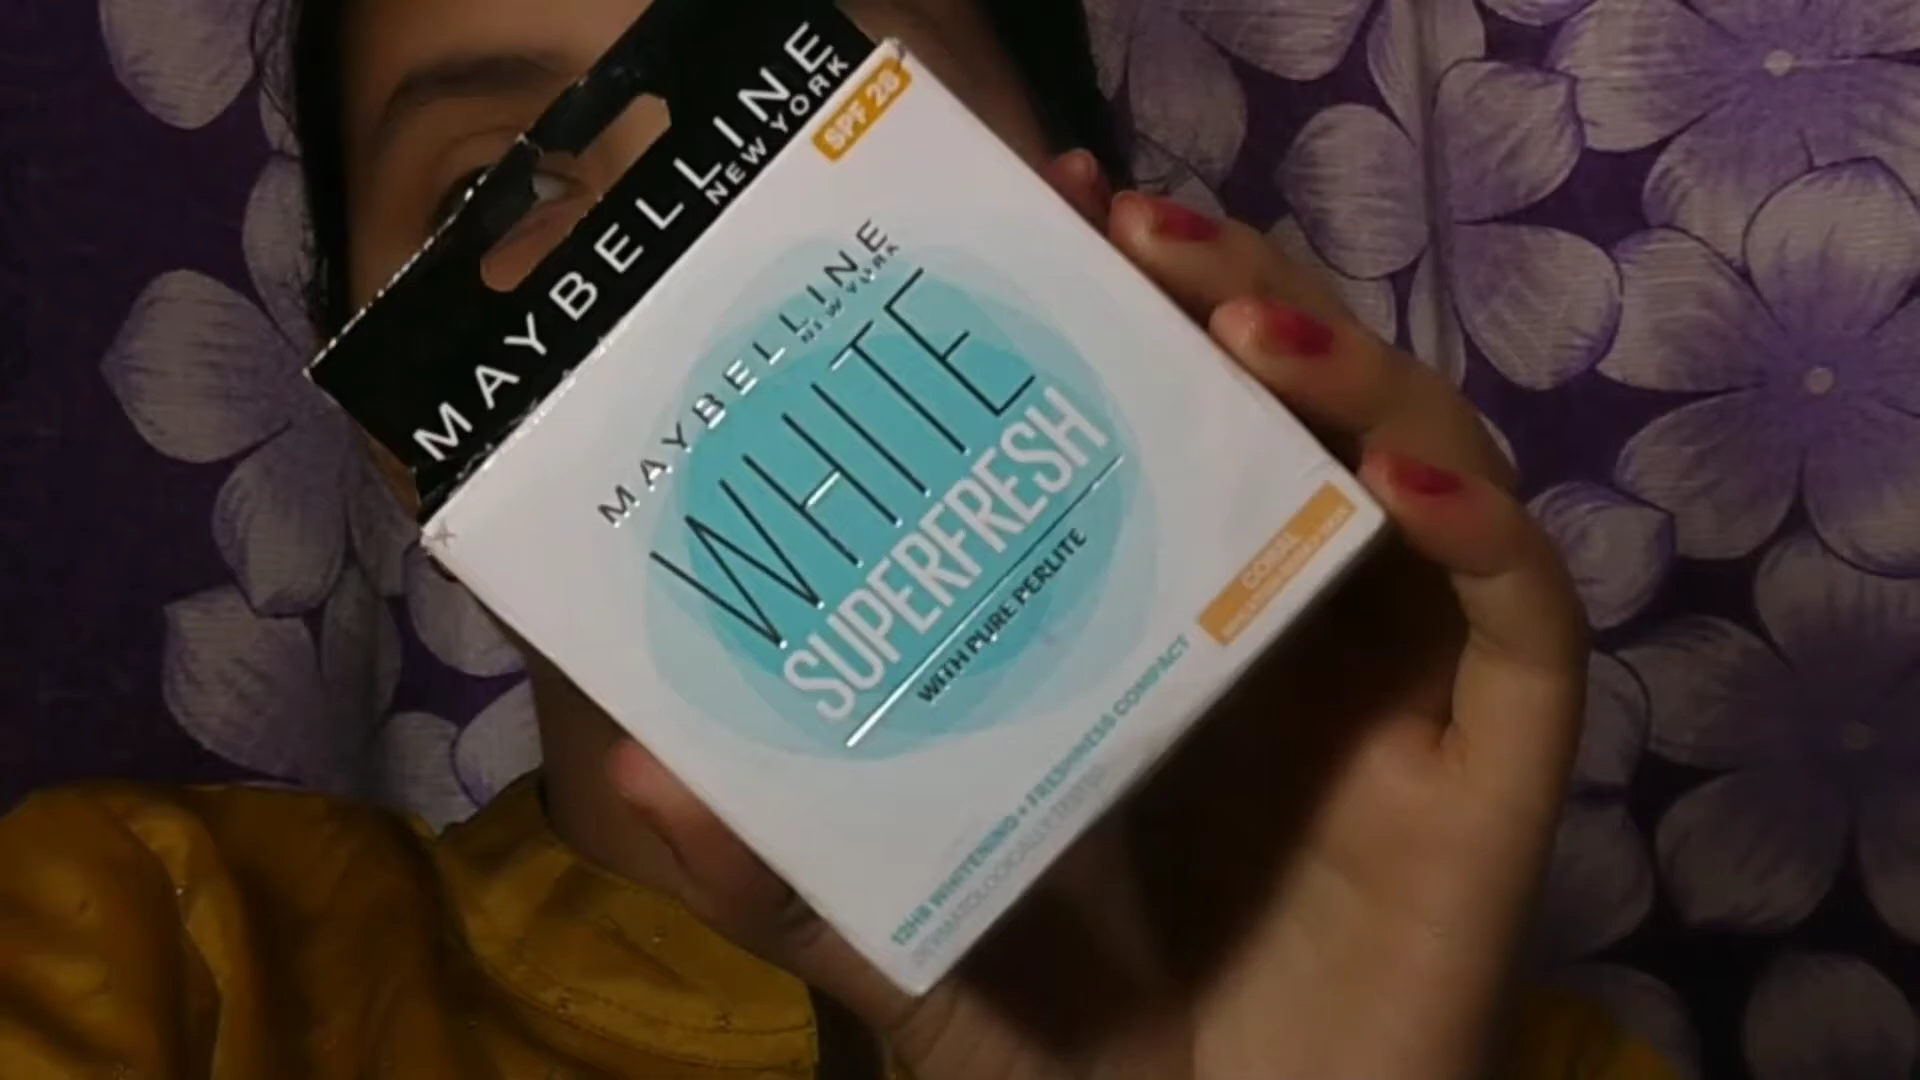 MAYBELLINE
NEW YORK
SPF 28
MAYBELLINE
NEW YORK
WHITE
SUPERFRESH
WITH PURE PERLITE
CORAL
12HR WHITENING + FRESHNESS COMPACT
DERMATOLOGICALLY TESTED